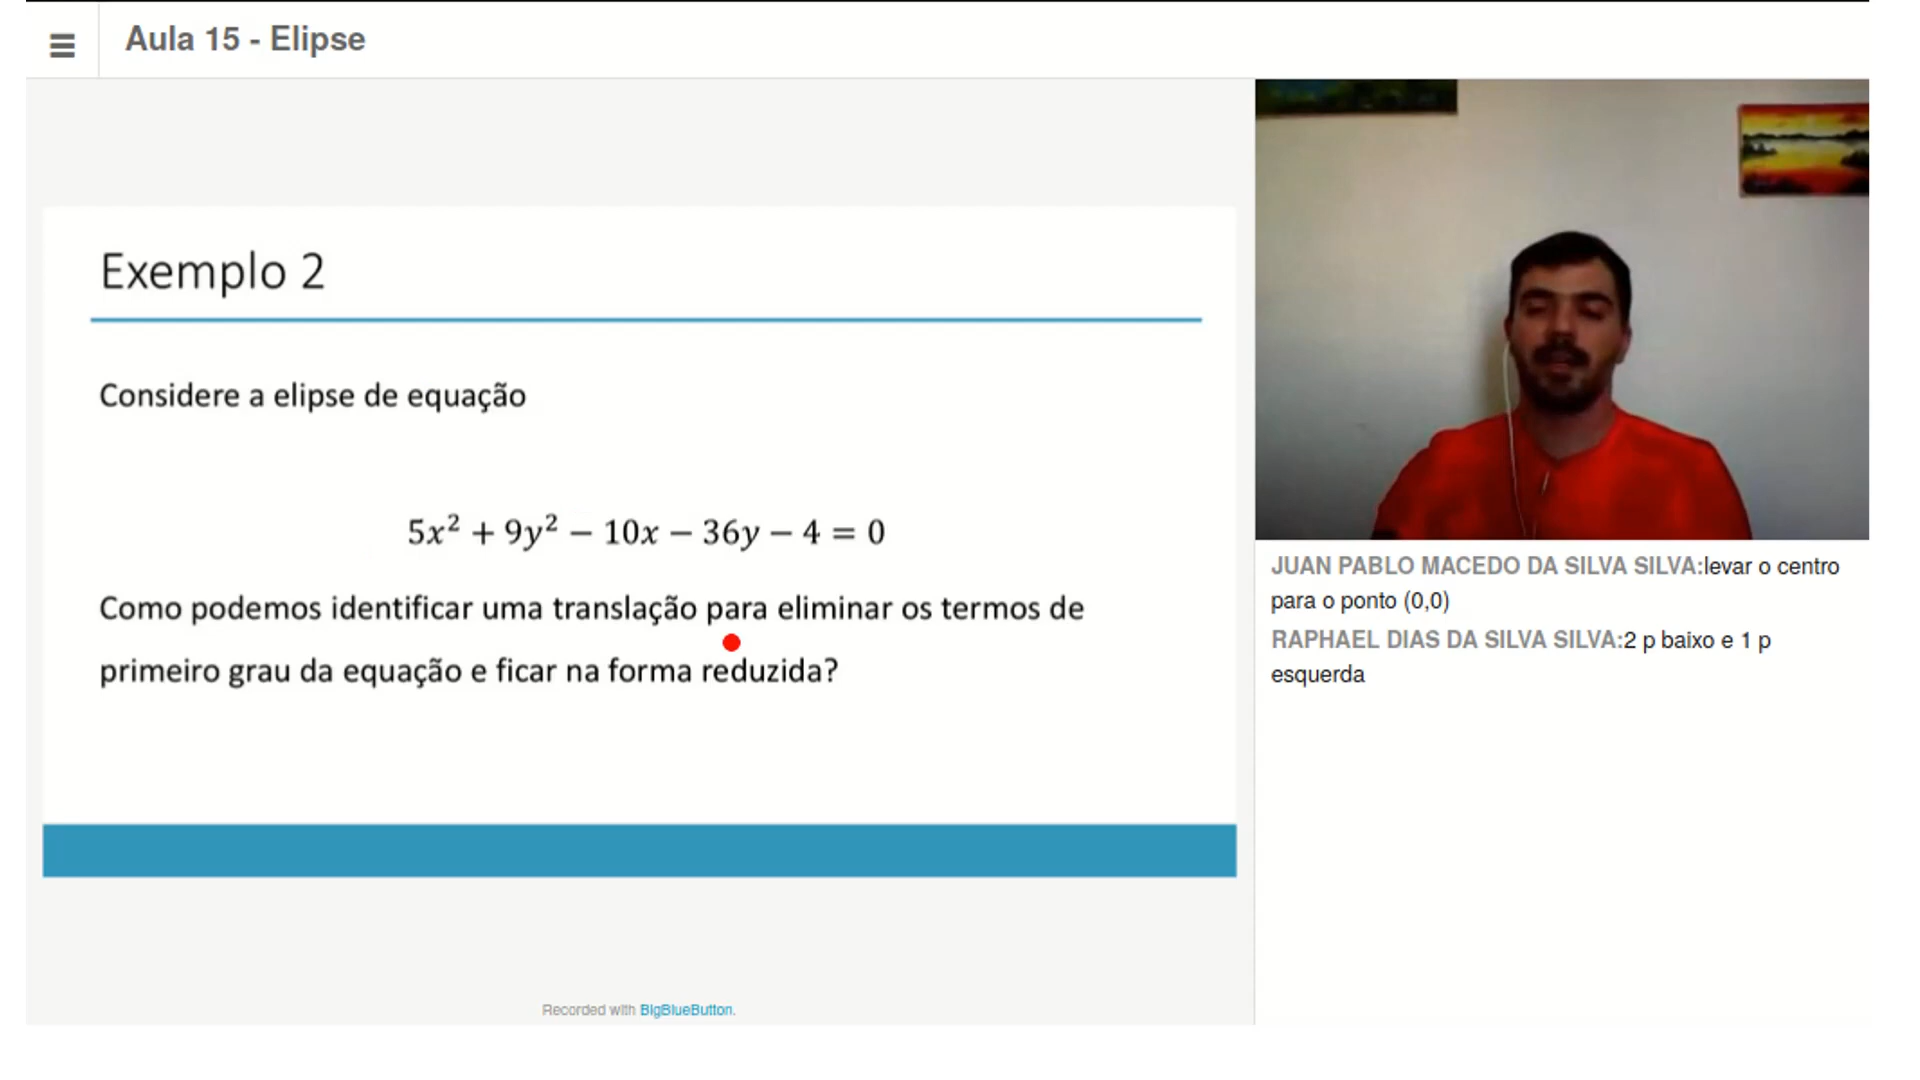 Aula 15 - Elipse
Exemplo 2
Considere a elipse de equação
5x² + 9y² − 10x − 36y − 4 = 0
Como podemos identificar uma translação para eliminar os termos de
primeiro grau da equação e ficar na forma reduzida?
Recorded with BigBlueButton.
JUAN PABLO MACEDO DA SILVA SILVA:levar o centro
para o ponto (0,0)
RAPHAEL DIAS DA SILVA SILVA:2 p baixo e 1 p
esquerda